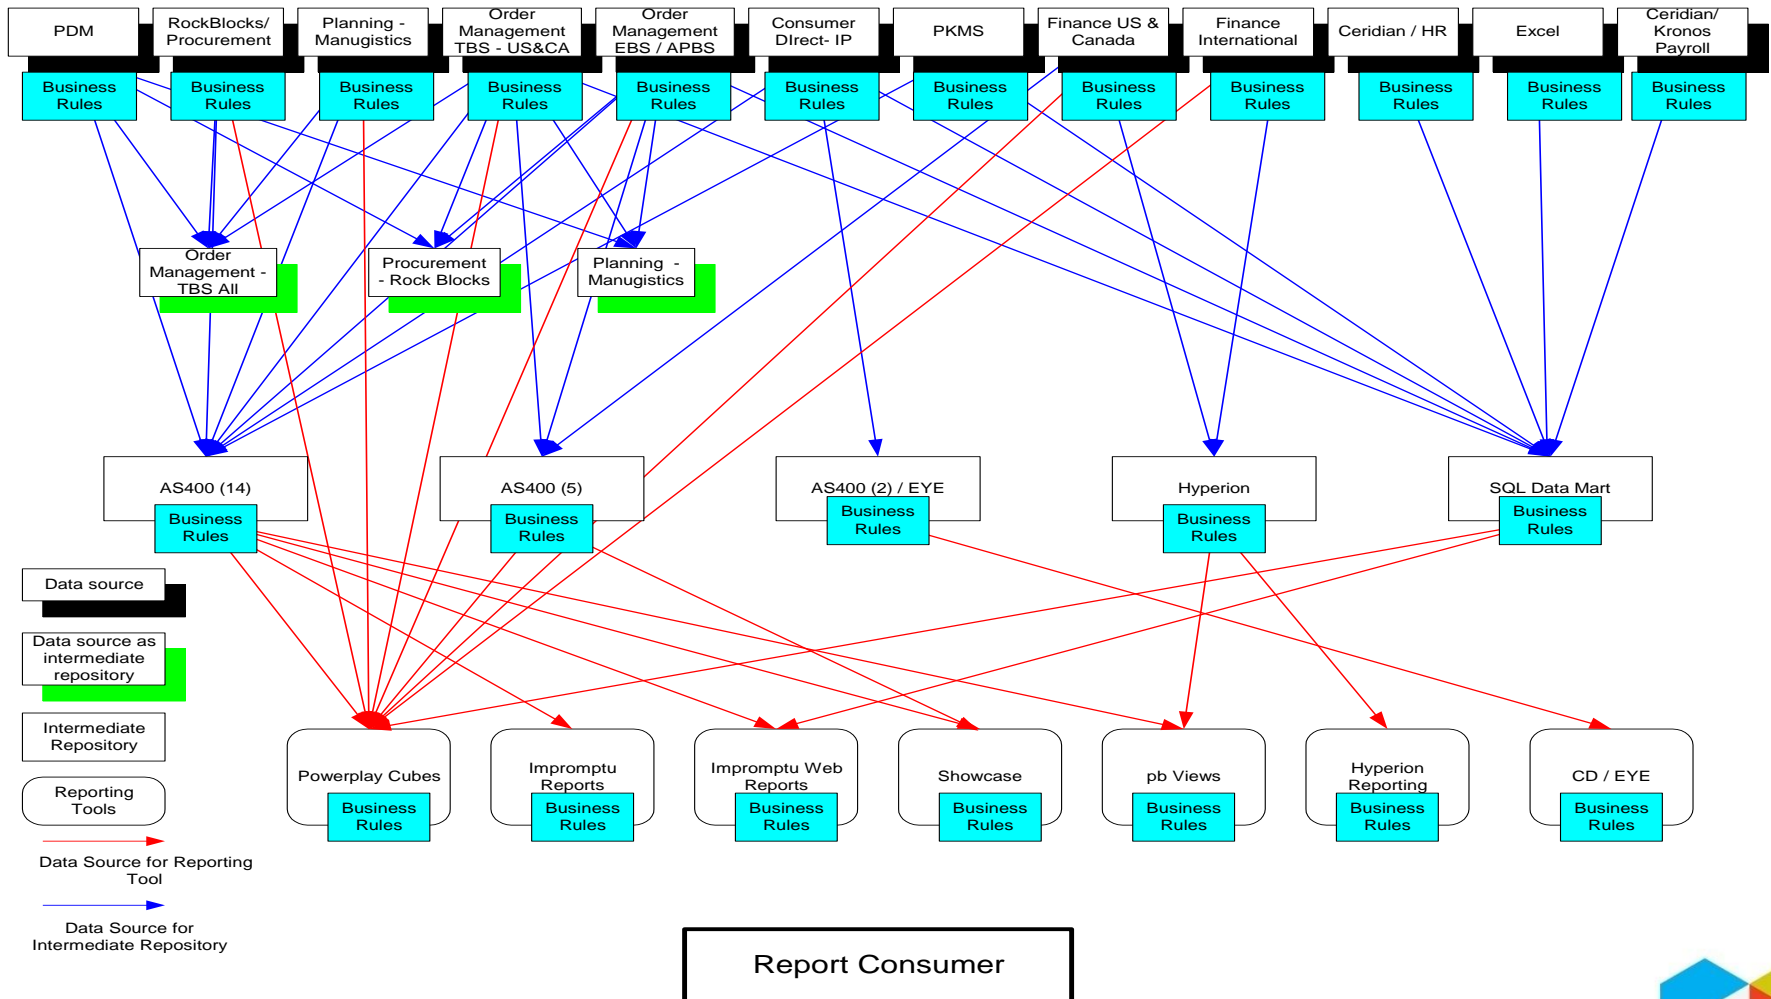 PDM
RockBlocks/
Procurement
Planning -
Manugistics
Order
Management
TBS - US&CA
Order
Management
EBS / APBS
Consumer
DIrect- IP
PKMS
Finance US &
Canada
Finance
International
Ceridian / HR
Excel
Ceridian/
Kronos
Payroll
Business
Rules
Business
Rules
Business
Rules
Business
Rules
Business
Rules
Business
Rules
Business
Rules
Business
Rules
Business
Rules
Business
Rules
Business
Rules
Business
Rules
Order
Management -
TBS All
Procurement
- Rock Blocks
Planning -
Manugistics
AS400 (14)
Business
Rules
AS400 (5)
Business
Rules
AS400 (2) / EYE
Business
Rules
Hyperion
Business
Rules
SQL Data Mart
Business
Rules
Data source
Data source as
intermediate
repository
Intermediate
Repository
Reporting
Tools
Data Source for Reporting
Tool
Data Source for
Intermediate Repository
Powerplay Cubes
Business
Rules
Impromptu
Reports
Business
Rules
Impromptu Web
Reports
Business
Rules
Showcase
Business
Rules
pb Views
Business
Rules
Hyperion
Reporting
Business
Rules
CD / EYE
Business
Rules
Report Consumer